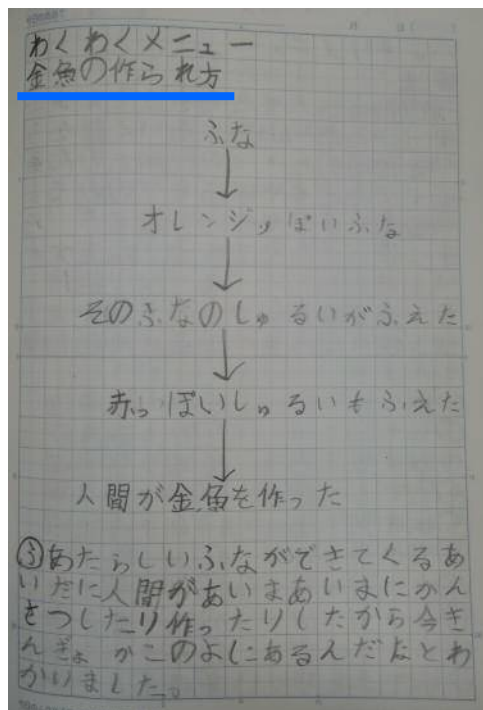 わくわくメニュー
金魚の作られ方
ふな
オレンジっぽいふな
そのふなのしゅるいがふえた
赤っぽいしゅるいもふえた
人間が金魚を作った
ふあたらしいふながでてきてくるあ
いだに人間があいまあいまにかん
さつしたり作ったりしたから今き
んぎょがこのよにあるんだなとわ
かりました。